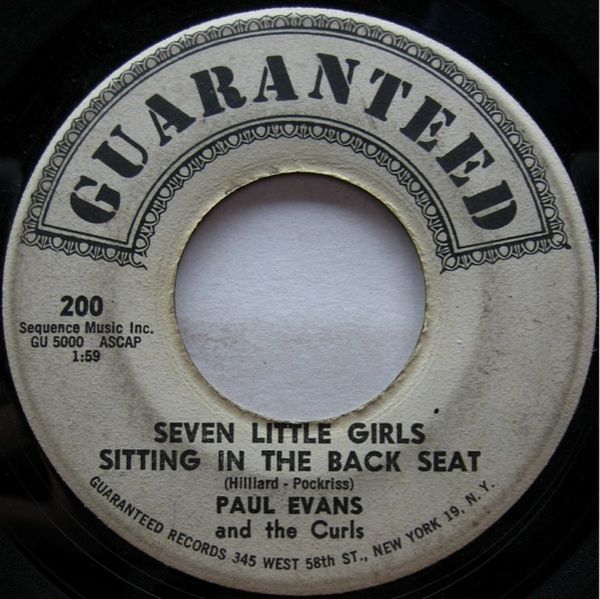 GUARANTEED
200
Sequence Music Inc.
GU 5000 ASCAP
1:59
SEVEN LITTLE GIRLS
SITTING IN THE BACK SEAT
(Hilliard - Pockriss)
PAUL EVANS
and the Curls
GUARANTEED RECORDS 345 WEST 58th ST., NEW YORK 19, N.Y.